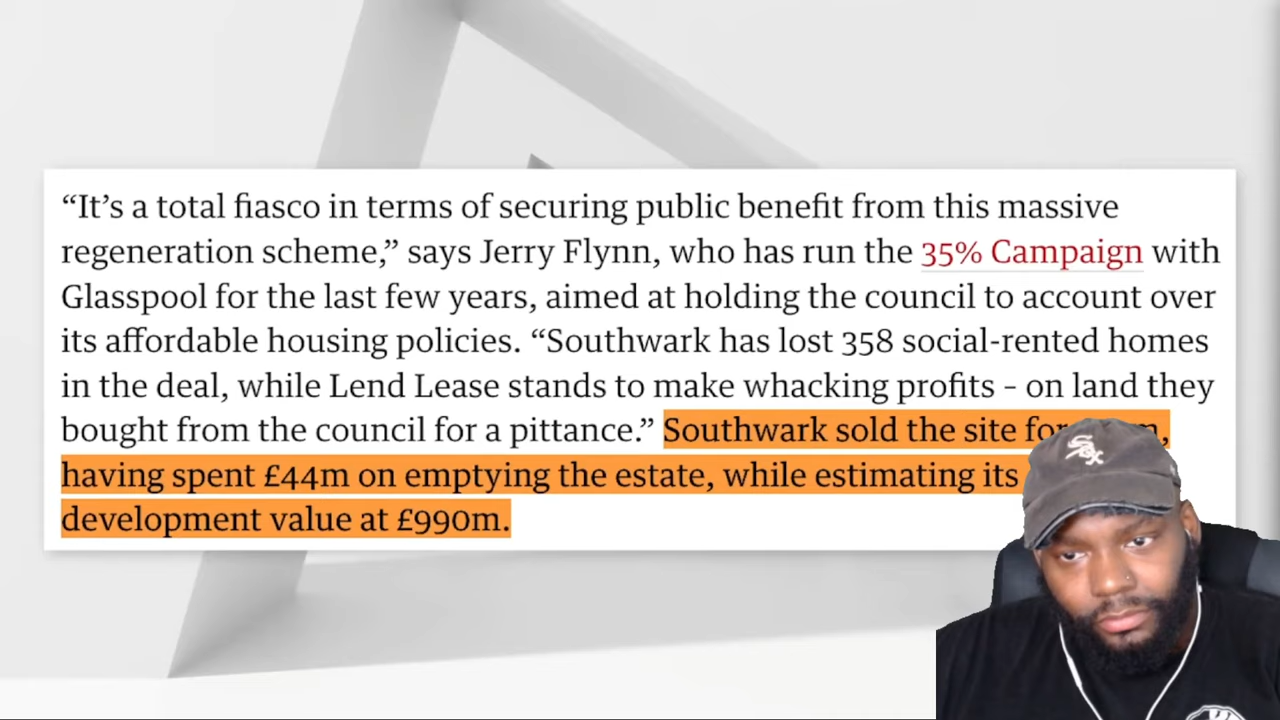 “It’s a total fiasco in terms of securing public benefit from this massive
regeneration scheme,” says Jerry Flynn, who has run the 35% Campaign with
Glasspool for the last few years, aimed at holding the council to account over
its affordable housing policies. “Southwark has lost 358 social-rented homes
in the deal, while Lend Lease stands to make whacking profits – on land they
bought from the council for a pittance.” Southwark sold the site for
having spent £44m on emptying the estate, while estimating its
development value at £990m.
Sox